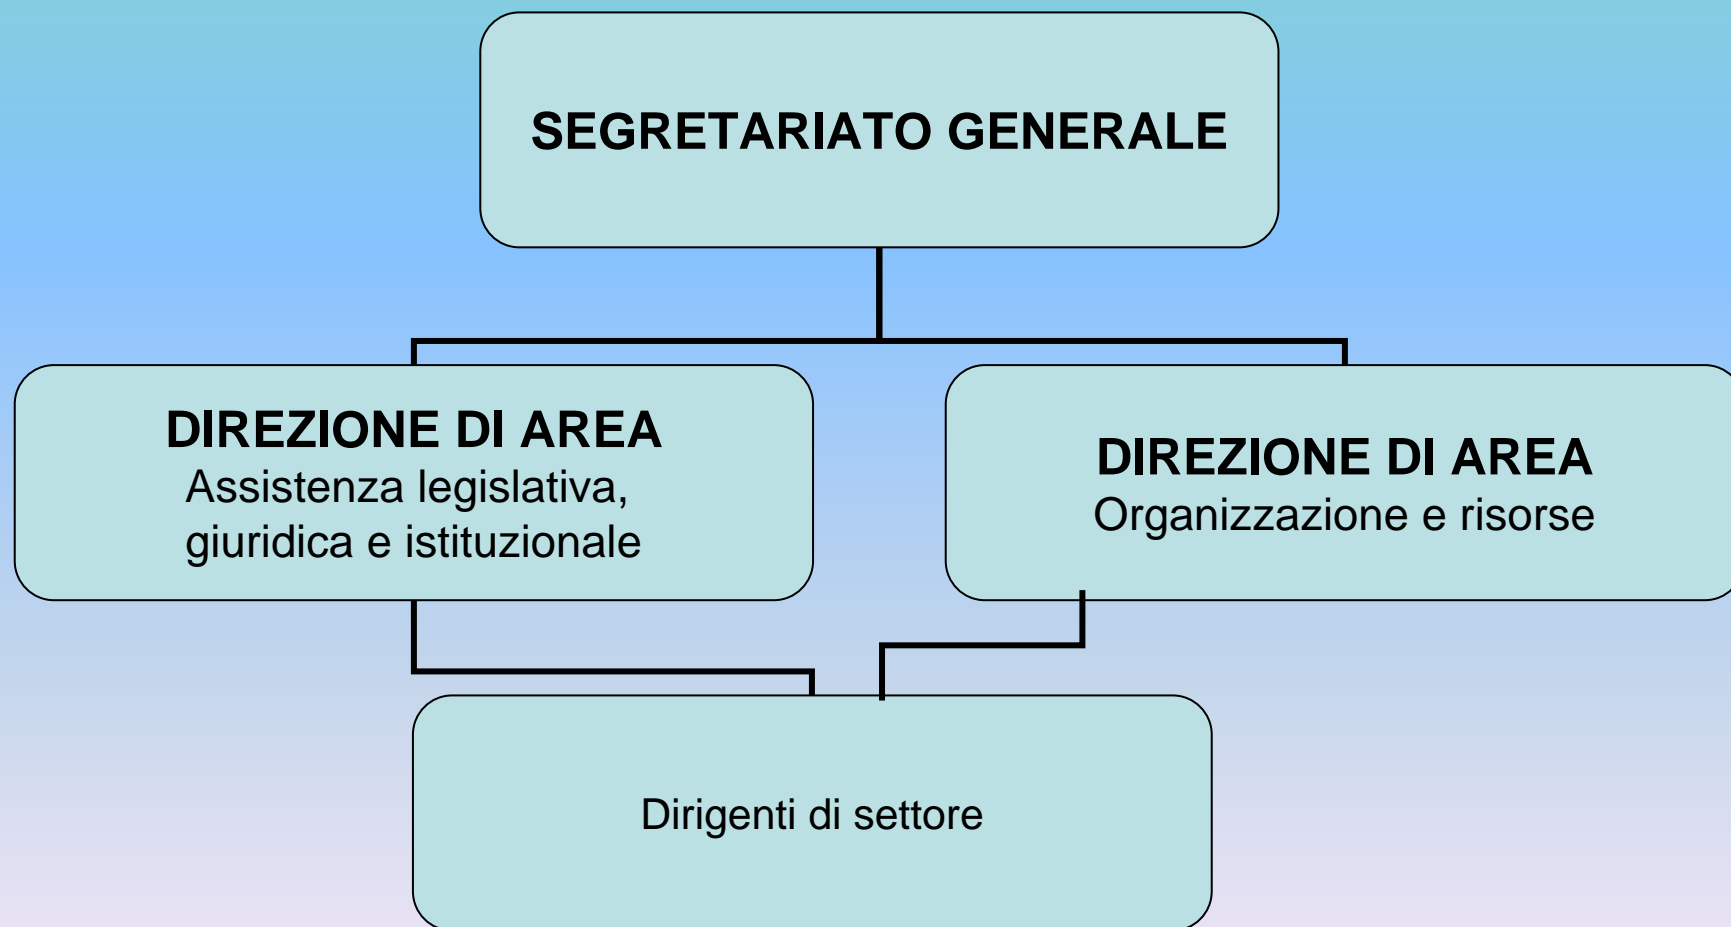 SEGRETARIATO GENERALE
DIREZIONE DI AREA
Assistenza legislativa,
giuridica e istituzionale
DIREZIONE DI AREA
Organizzazione e risorse
Dirigenti di settore